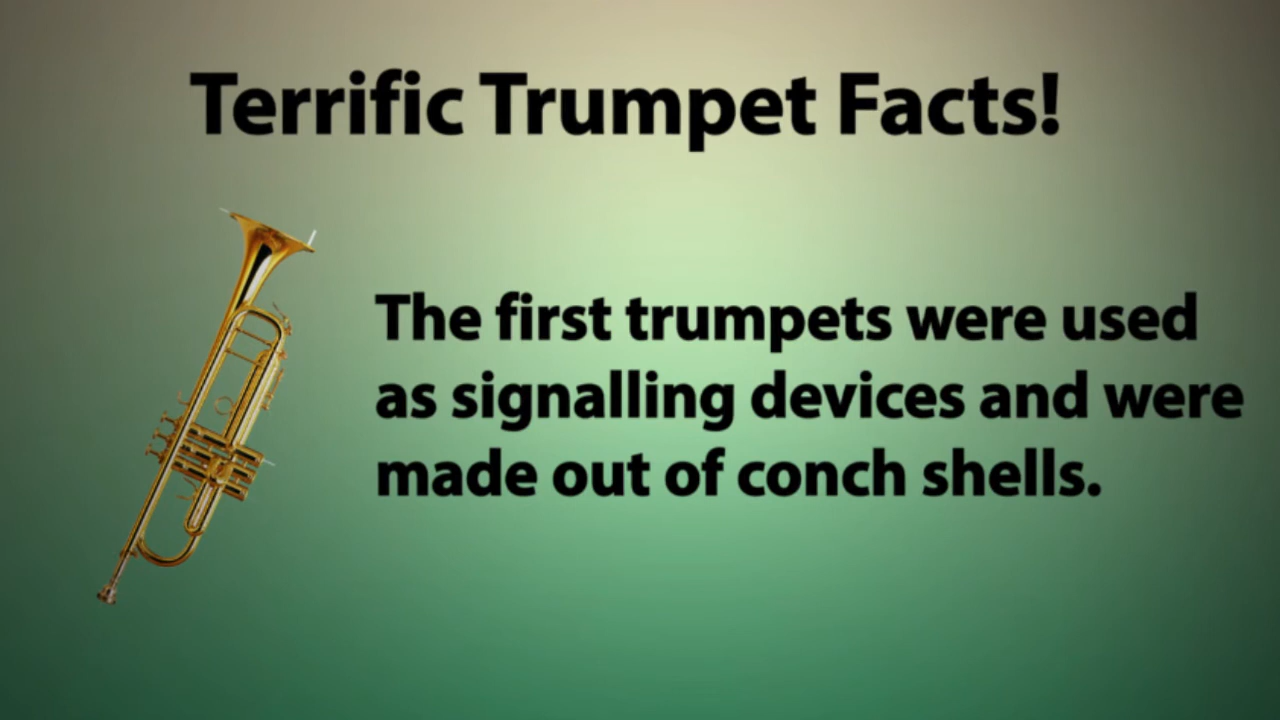 Terrific Trumpet Facts!
The first trumpets were used
as signalling devices and were
made out of conch shells.